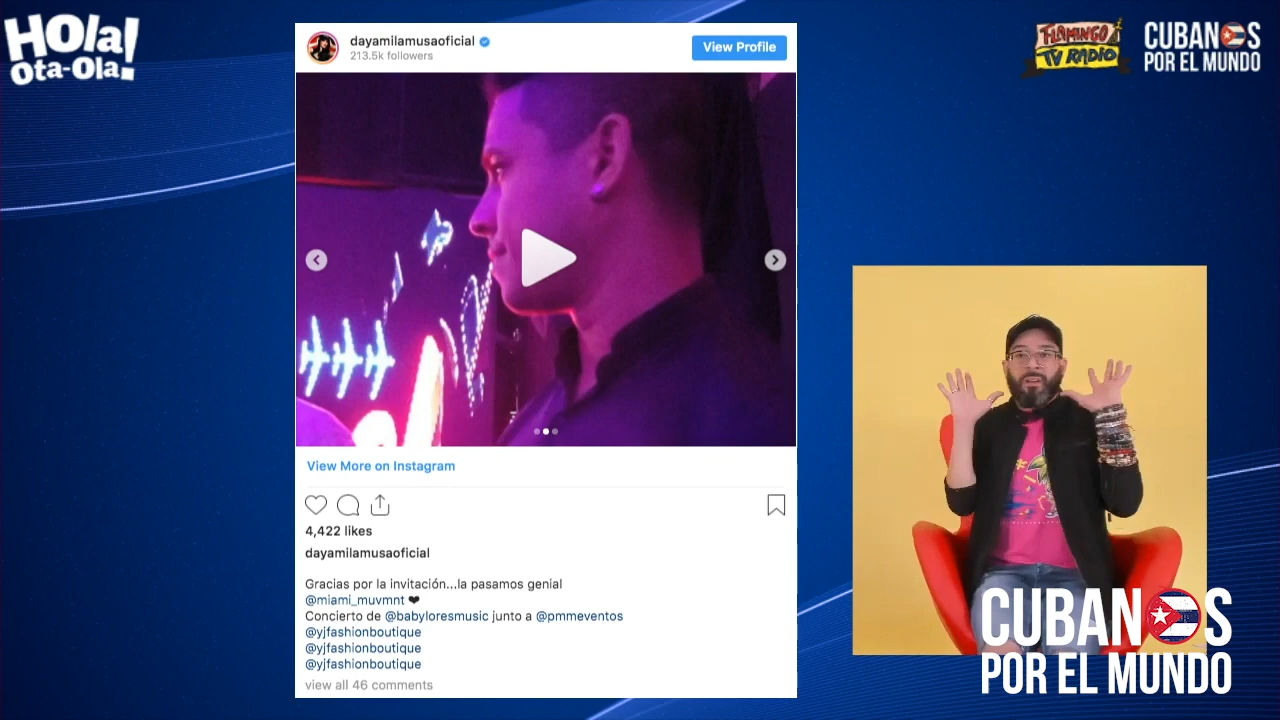 HOla!
Ota-Ola!
dayamilamusaoficial
213.5k followers
View Profile
FLAMINGO
TV RADIO
CUBANOS
POR EL MUNDO
View More on Instagram
4,422 likes
dayamilamusaoficial
Gracias por la invitación...la pasamos genial
@miami_muvmnt ❤
Concierto de @babyloresmusic junto a @pmmeventos
@yjfashionboutique
@yjfashionboutique
@yjfashionboutique
view all 46 comments
CUBANOS
POR EL MUNDO